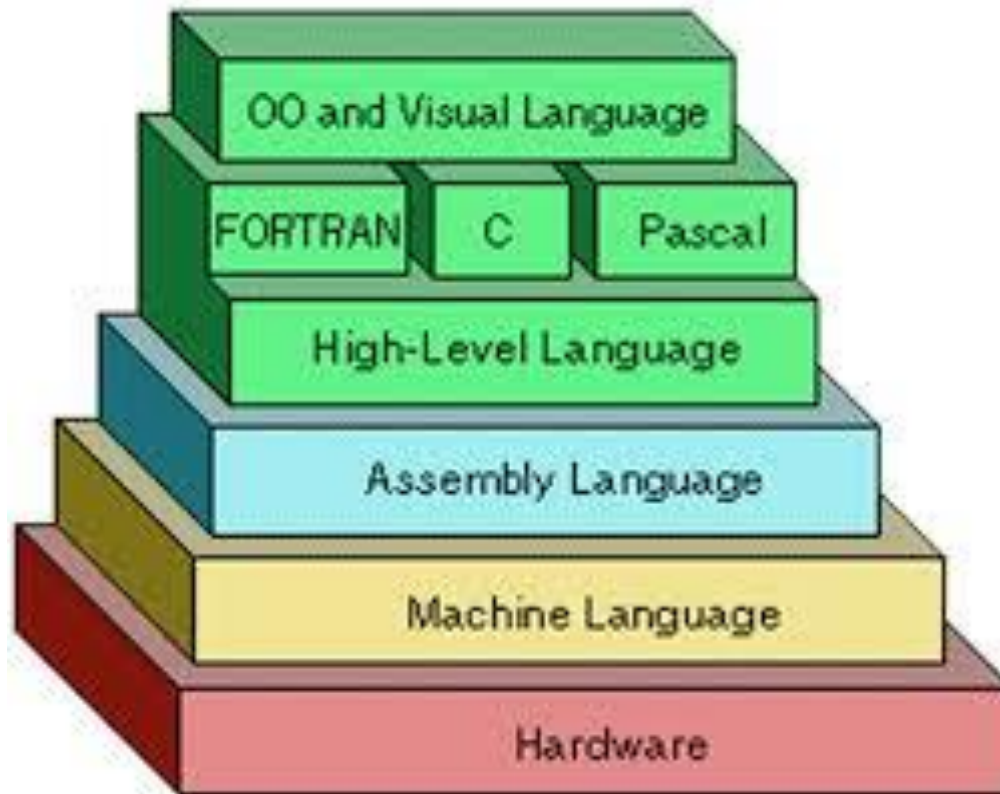 OO and Visual Language
FORTRAN C Pascal
High-Level Language
Assembly Language
Machine Language
Hardware